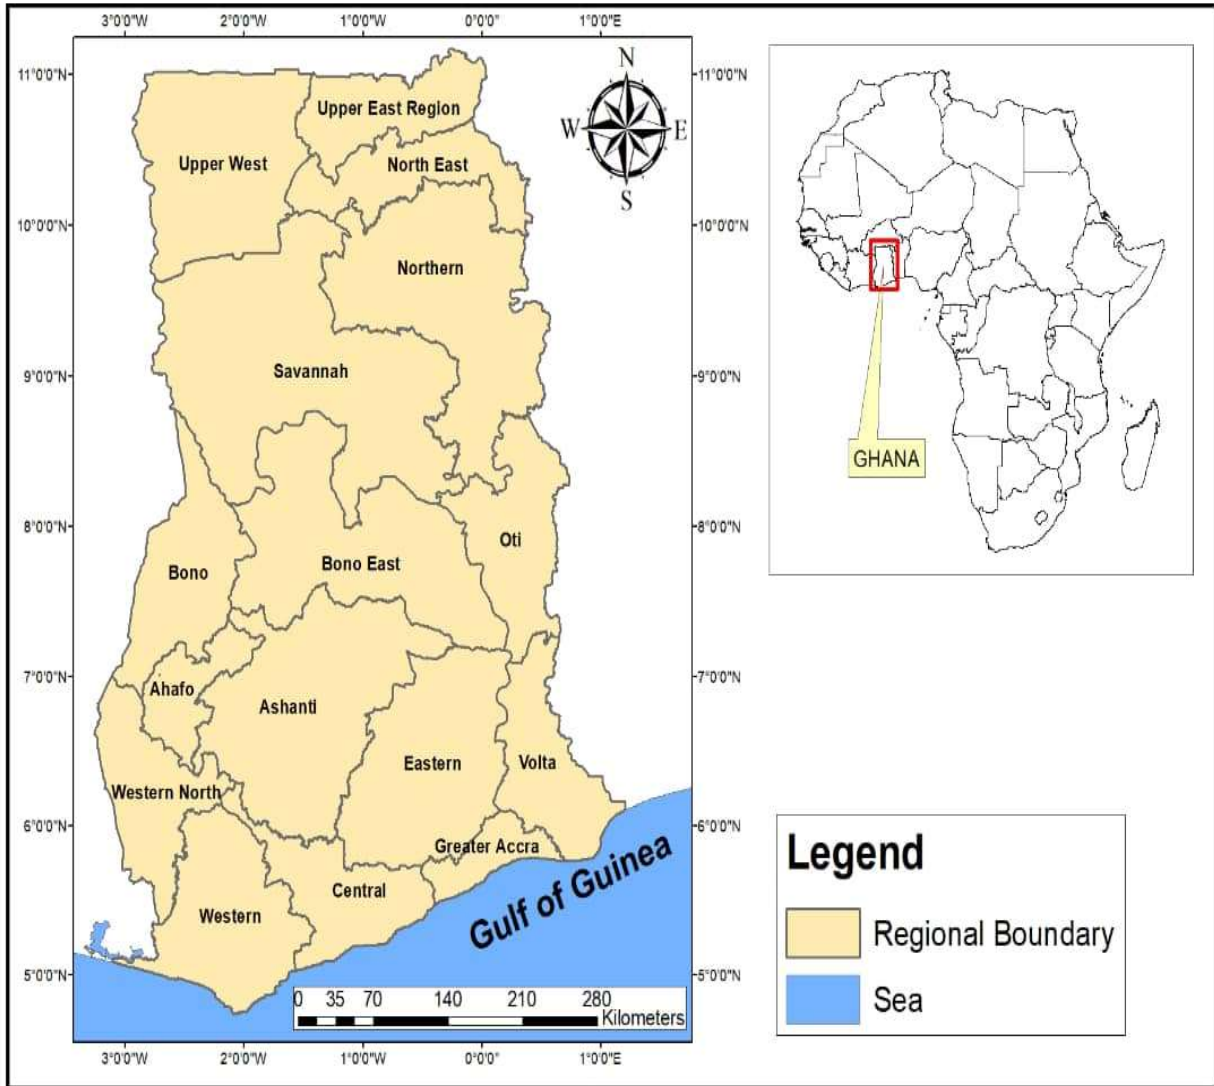 3°0'0"W 2°0'0"W 1°0'0"W 0°0'0" 1°0'0"E
11°0'0"N 11°0'0"N
10°0'0"N 10°0'0"N
9°0'0"N 9°0'0"N
8°0'0"N 8°0'0"N
7°0'0"N 7°0'0"N
6°0'0"N 6°0'0"N
5°0'0"N 5°0'0"N
N
W E
S
Upper East Region
Upper West
North East
Northern
Savannah
Oti
Bono East
Bono
Ahafo
Ashanti
Eastern
Volta
Western North
Greater Accra
Central
Western
Gulf of Guinea
0 35 70 140 210 280
Kilometers
3°0'0"W 2°0'0"W 1°0'0"W 0°0'0" 1°0'0"E
GHANA
Legend
Regional Boundary
Sea